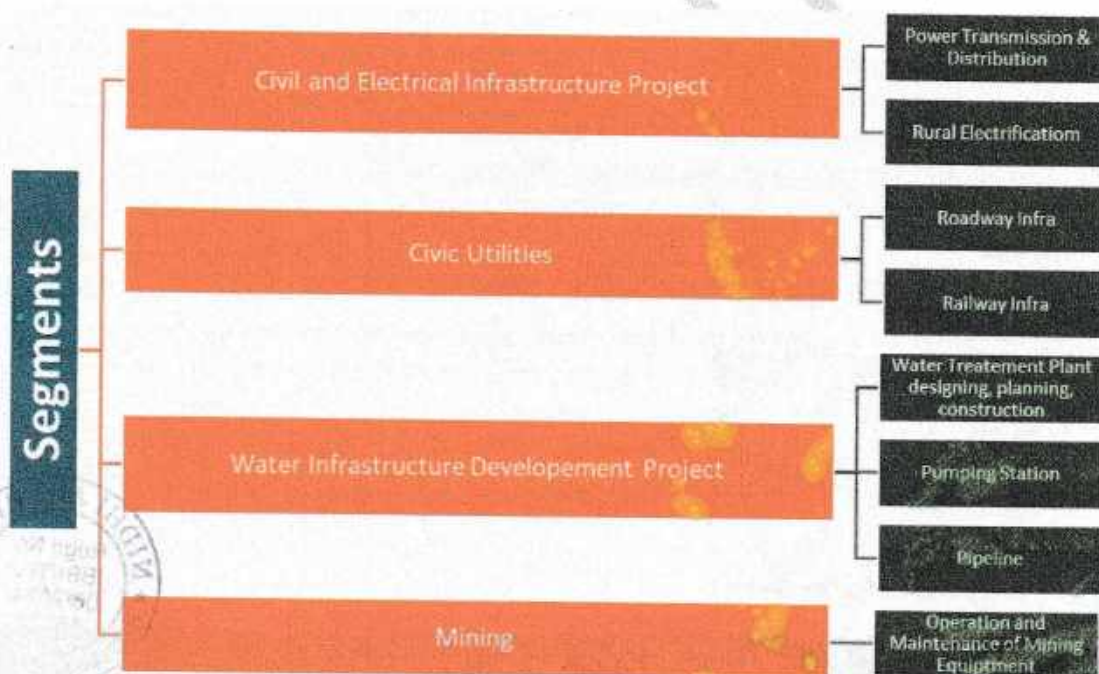 Segments
Civil and Electrical Infrastructure Project
Power Transmission &
Distribution
Rural Electrificatiom
Civic Utilities
Roadway Infra
Railway Infra
Water Infrastructure Developement Project
Water Treatement Plant
designing, planning,
construction
Pumping Station
Pipeline
Mining
Operation and
Maintenance of Mining
Equiptment